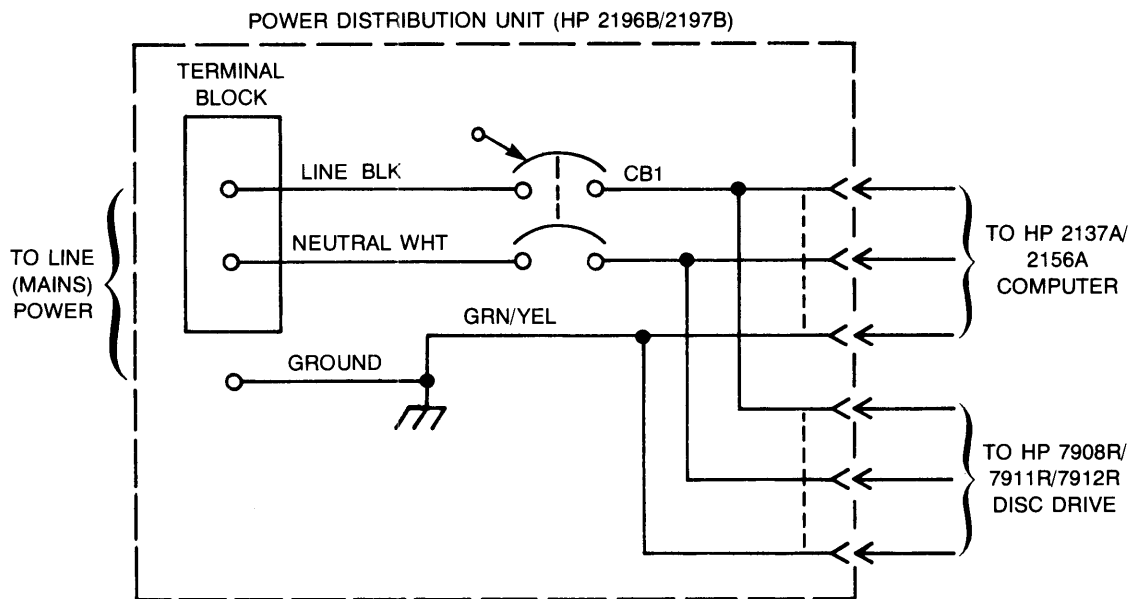 POWER DISTRIBUTION UNIT (HP 2196B/2197B)
TERMINAL
BLOCK
LINE BLK
CB1
NEUTRAL WHT
GRN/YEL
GROUND
TO LINE
(MAINS)
POWER
TO HP 2137A/
2156A
COMPUTER
TO HP 7908R/
7911R/7912R
DISC DRIVE